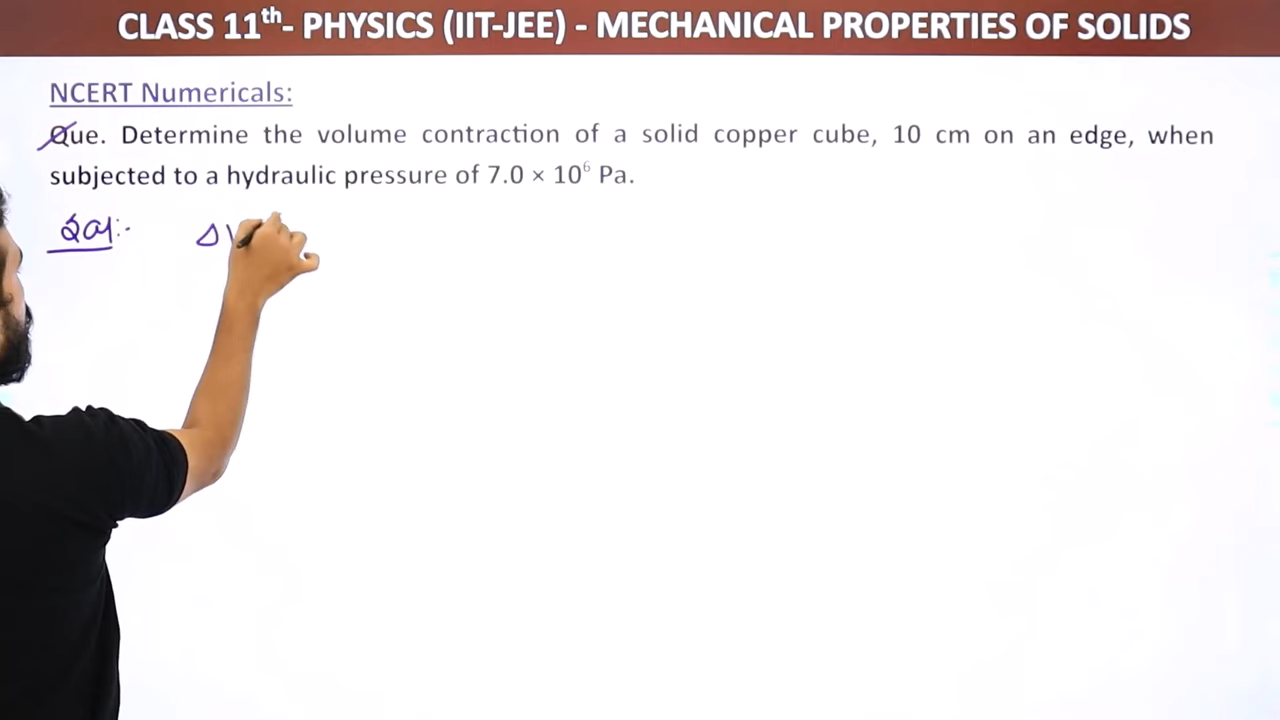 CLASS 11th- PHYSICS (IIT-JEE) - MECHANICAL PROPERTIES OF SOLIDS
NCERT Numericals:
Que. Determine the volume contraction of a solid copper cube, 10 cm on an edge, when
subjected to a hydraulic pressure of 7.0 × 10⁶ Pa.
Sol:- Δ